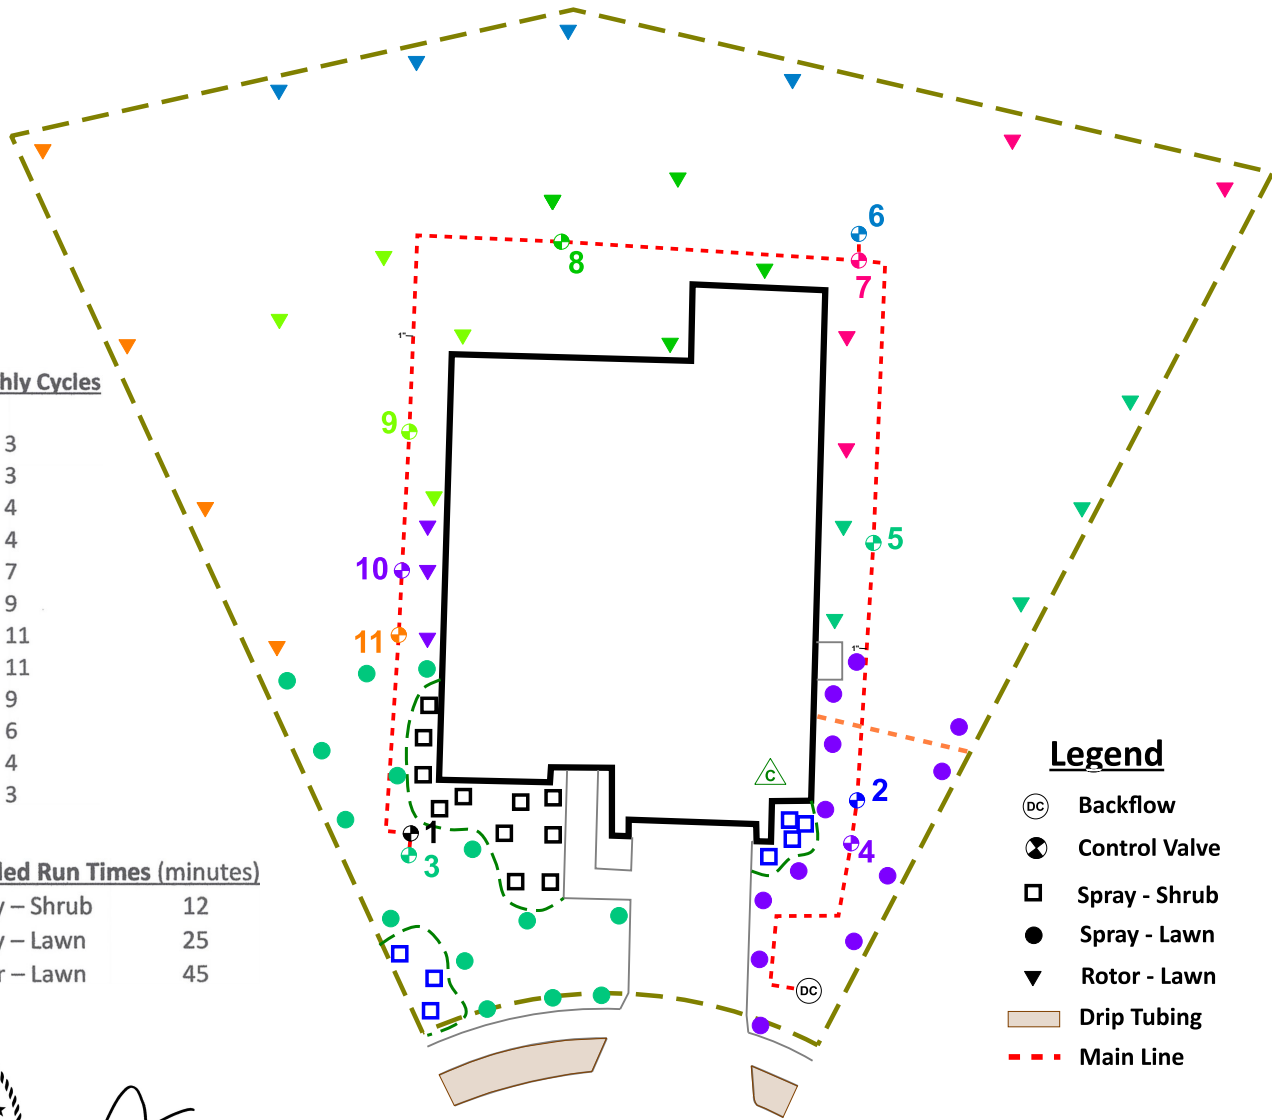 6
8
7
1"
hly Cycles
9
3
3
4
5
4
10
7
9
11
11
1"
11
9
6
Legend
4
C
2
3
DC Backflow
1
4
Control Valve
3
led Run Times (minutes)
Spray - Shrub
y – Shrub 12
Spray - Lawn
y – Lawn 25
r – Lawn 45
Rotor - Lawn
DC
Drip Tubing
Main Line